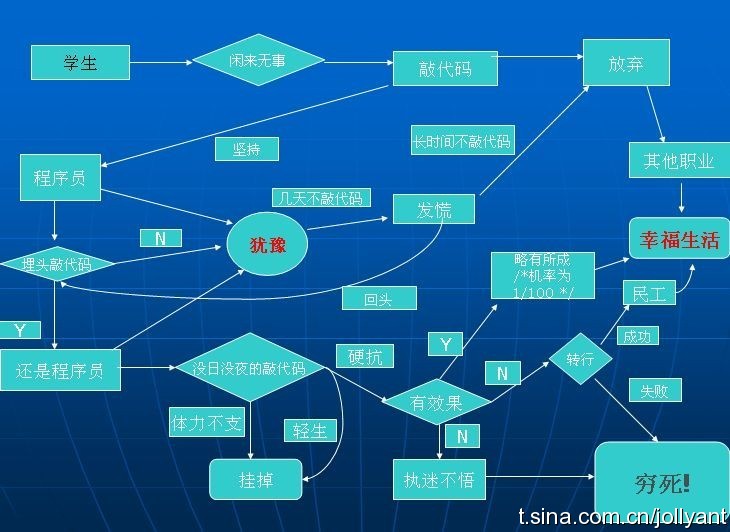 学生
闲来无事
敲代码
放弃
坚持
长时间不敲代码
其他职业
程序员
几天不敲代码
发慌
N
犹豫
幸福生活
埋头敲代码
略有所成
/*机率为
1/100 */
回头
民工
Y
还是程序员
没日没夜的敲代码
硬抗
Y
成功
转行
N
失败
有效果
体力不支
轻生
N
挂掉
执迷不悟
穷死!
t.sina.com.cn/jollyant